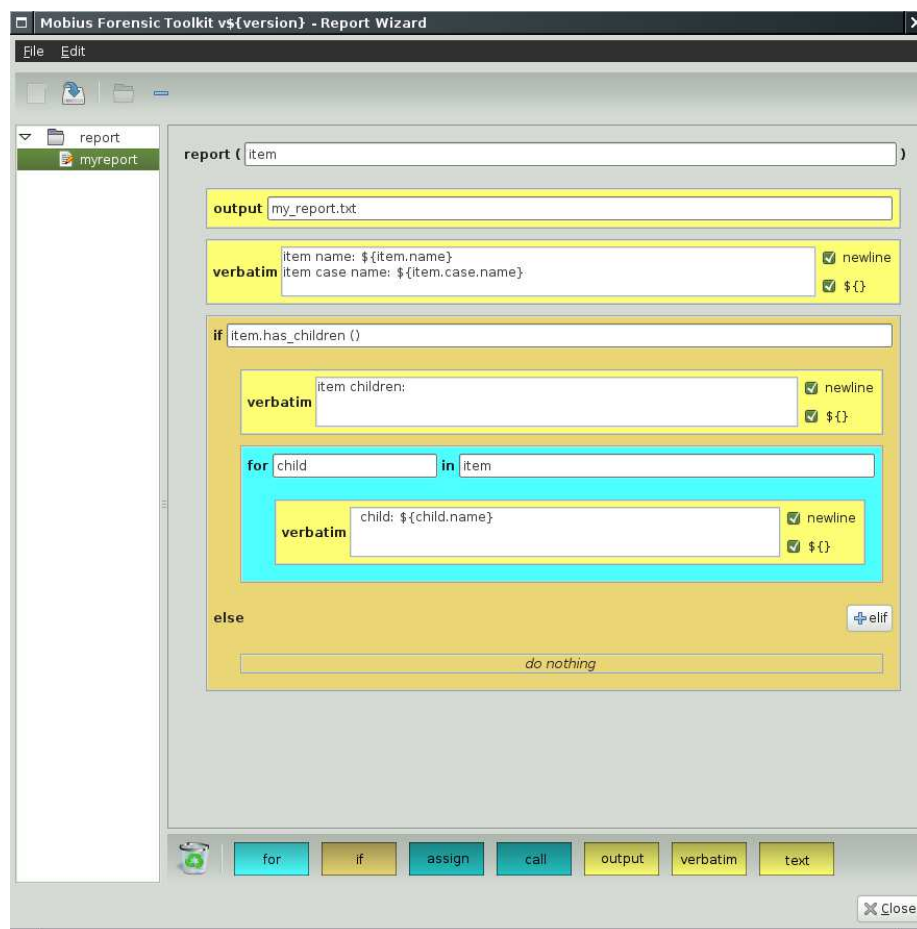 Mobius Forensic Toolkit v${version} - Report Wizard
File Edit
report
myreport
report ( item )
output my_report.txt
verbatim item name: ${item.name}
item case name: ${item.case.name}
newline
${}
if item.has_children ()
verbatim item children:
newline
${}
for child in item
verbatim child: ${child.name}
newline
${}
else elif
do nothing
for if assign call output verbatim text
Close